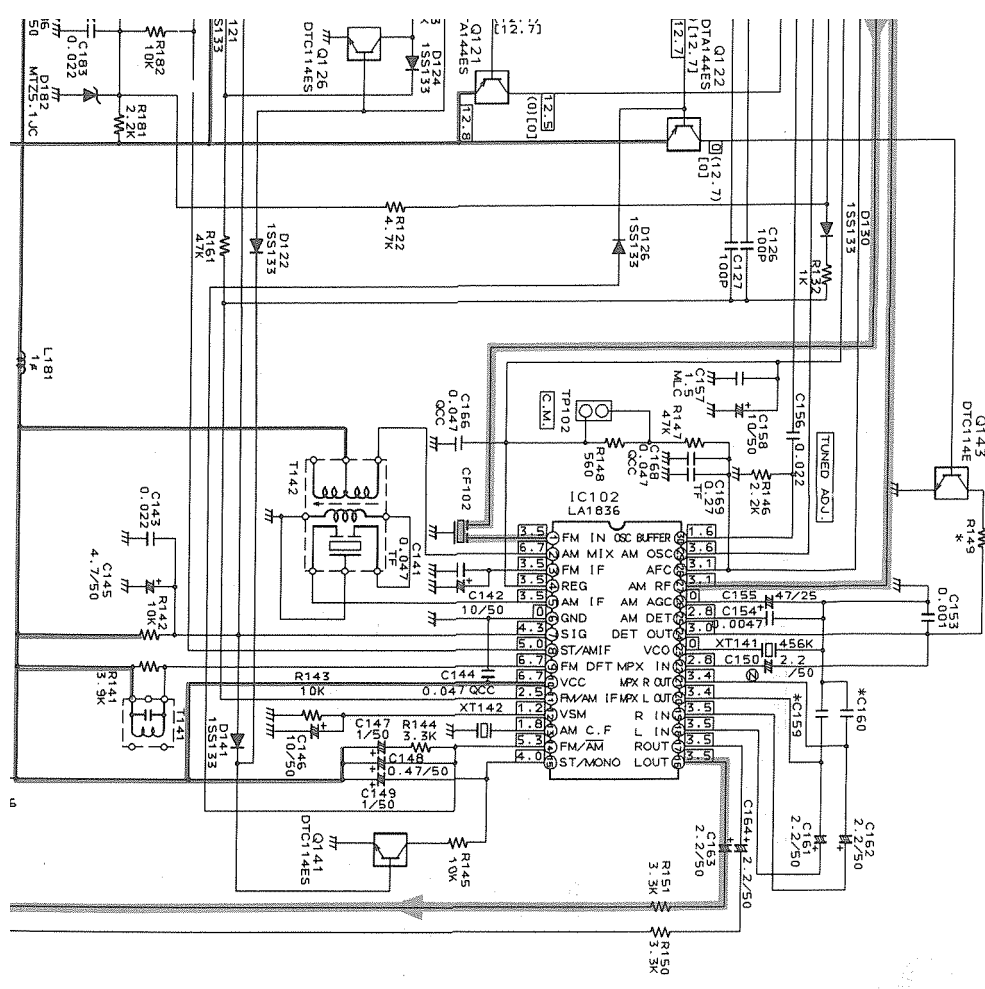 50
C183
0.022
R182
10K
D182
MTZ5.1JC
R181
2.2K
S133
121
DTC114ES
Q126
D124
1SS133
Q121
A144ES
[12.7]
12.8
12.5
(0)[0]
12.7
DTA144ES
[12.7]
Q122
0
(12.7)
[0]
R161
47K
D122
1SS133
R122
4.7K
D126
1SS133
C126
100P
C127
100P
R132
1K
1SS133
D130
L181
1μ
C166
0.047
QCC
TP102
C.M.
R147
47K
C157
1.5
MLC
C158
10/50
C156
0.022
TUNED ADJ.
Q143
DTC114E
R149
*
T142
CF102
R148
560
C168
0.047
QCC
C169
0.27
TF
R146
2.2K
IC102
LA1836
C143
0.022
C145
4.7/50
R142
10K
C141
0.047
TF
C142
10/50
C144
0.047 QCC
R143
10K
XT142
R141
3.9K
T141
D141
1SS133
C146
10/50
C147
1/50
R144
3.3K
C148
0.47/50
C149
1/50
3.5 1 FM IN
6.7 2 AM MIX
3.5 3 FM IF
3.5 4 REG
3.5 5 AM IF
0 6 GND
4.3 7 SIG
5.0 8 ST/AMIF
6.7 9 FM DFT
6.7 VCC
2.5 FM/AM IF
1.2 VSM
1.8 AM C.F
5.3 FM/AM
4.0 ST/MONO
OSC BUFFER 1.6
AM OSC 3.6
AFC 3.1
AM RF 3.1
AM AGC 0
AM DET 2.8
DET OUT 3.0
VCO 0
MPX IN 2.8
MPX R OUT 3.4
MPX L OUT 3.4
R IN 3.5
L IN 3.5
ROUT 3.5
LOUT 3.5
C155 47/25
C154
0.0047
C153
0.001
XT141 456K
C150 2.2
/50
N
*C159
*C160
Q141
DTC114ES
R145
10K
C163
2.2/50
C164
2.2/50
C161
2.2/50
C162
2.2/50
R151
3.3K
R150
3.3K